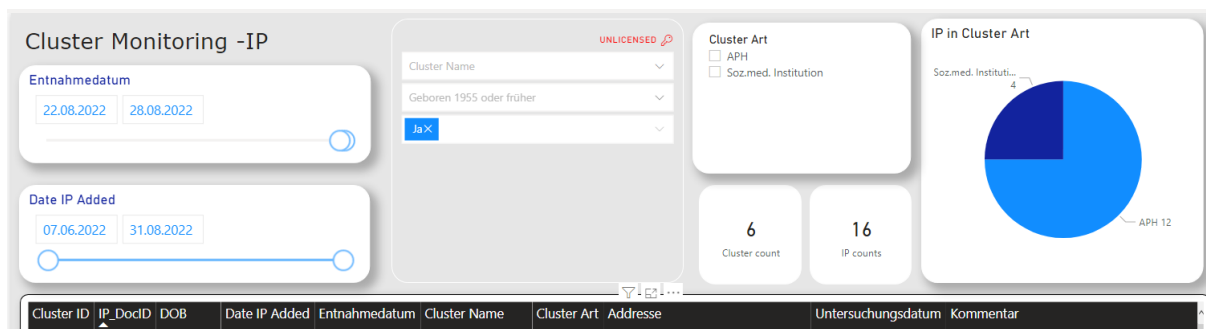 Cluster Monitoring -IP
Entnahmedatum
22.08.2022 28.08.2022
Date IP Added
07.06.2022 31.08.2022
UNLICENSED
Cluster Name
Geboren 1955 oder früher
Ja
Cluster Art
APH
Soz.med. Institution
6
Cluster count
16
IP counts
IP in Cluster Art
Soz.med. Instituti...
4
APH 12
Cluster ID IP_DocID DOB Date IP Added Entnahmedatum Cluster Name Cluster Art Addresse Untersuchungsdatum Kommentar